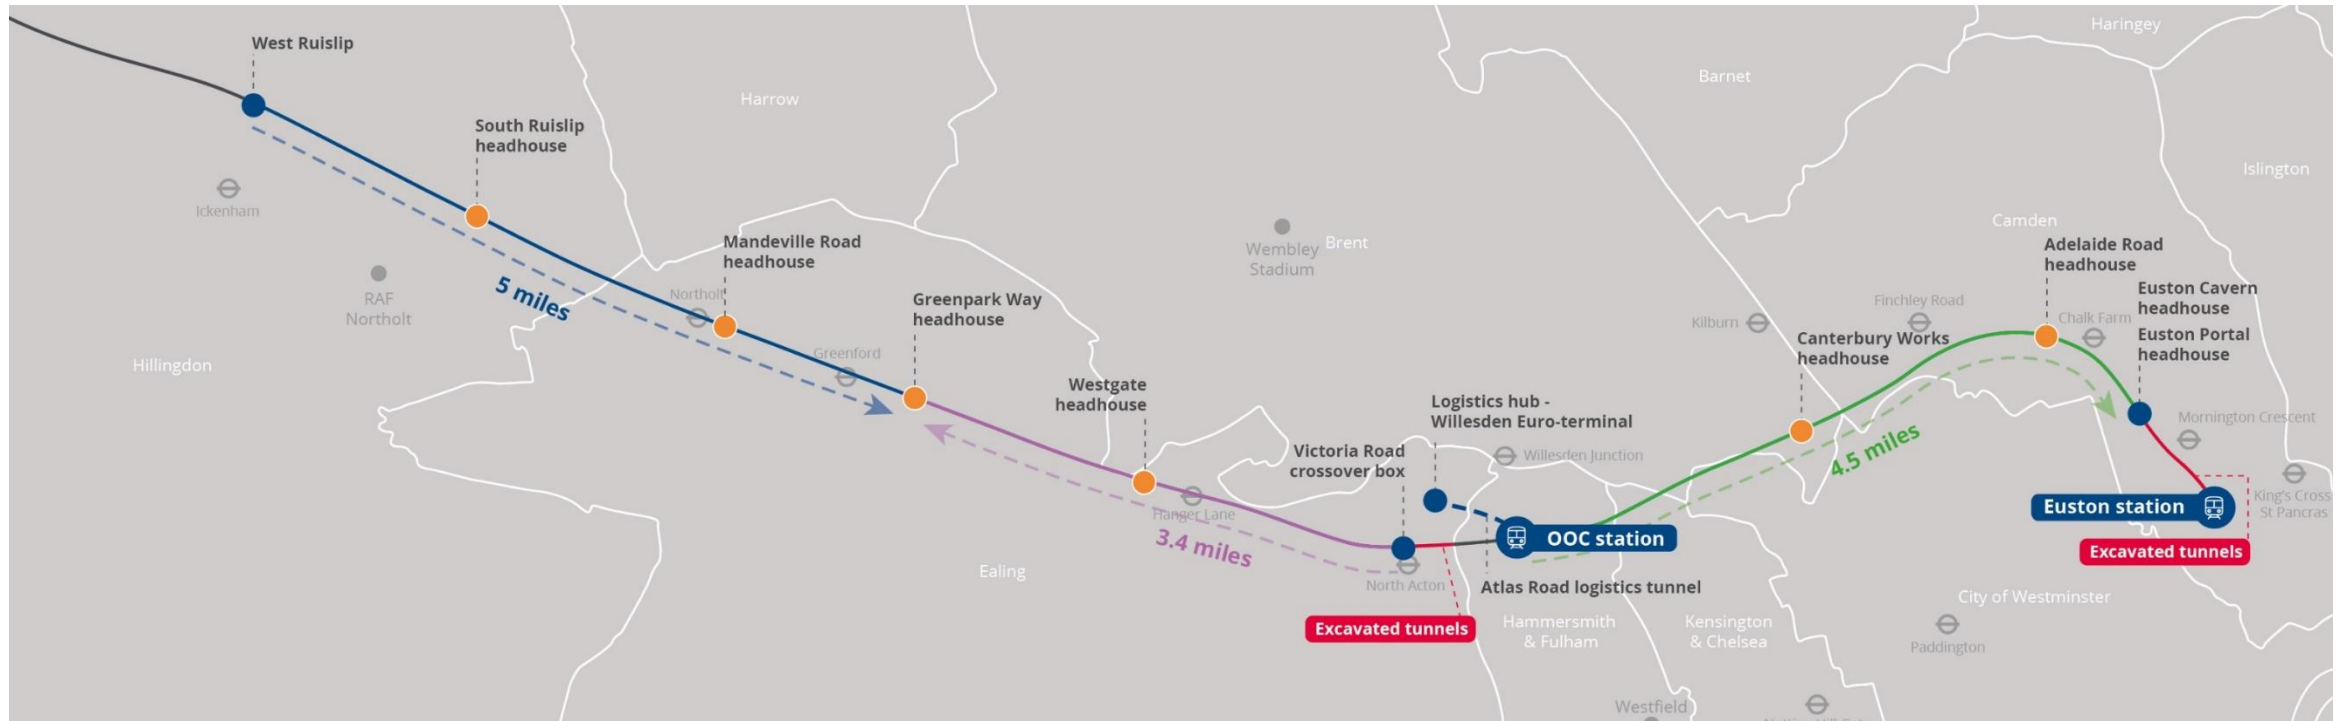 West Ruislip
South Ruislip
headhouse
Ickenham
RAF
Northolt
5 miles
Hillingdon
Harrow
Mandeville Road
headhouse
Northolt
Greenford
Greenpark Way
headhouse
Westgate
headhouse
Hanger Lane
3.4 miles
Ealing
Wembley
Stadium
Brent
Logistics hub -
Willesden Euro-terminal
Victoria Road
crossover box
Willesden Junction
North Acton
OOC station
Atlas Road logistics tunnel
Excavated tunnels
Hammersmith
& Fulham
Kensington
& Chelsea
Westfield
Barnet
Haringey
Islington
Camden
Kilburn
Finchley Road
Canterbury Works
headhouse
4.5 miles
Adelaide Road
headhouse
Chalk Farm
Euston Cavern
headhouse
Euston Portal
headhouse
Mornington Crescent
King's Cross
St Pancras
Euston station
Excavated tunnels
City of Westminster
Paddington